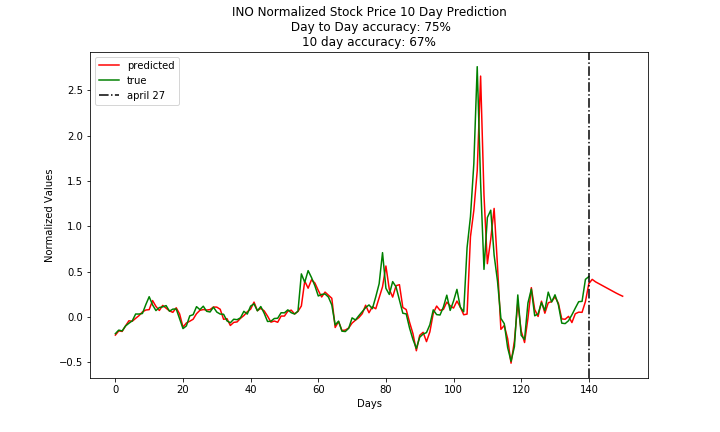 INO Normalized Stock Price 10 Day Prediction
Day to Day accuracy: 75%
10 day accuracy: 67%
predicted
true
april 27
Normalized Values
2.5
2.0
1.5
1.0
0.5
0.0
−0.5
0 20 40 60 80 100 120 140
Days